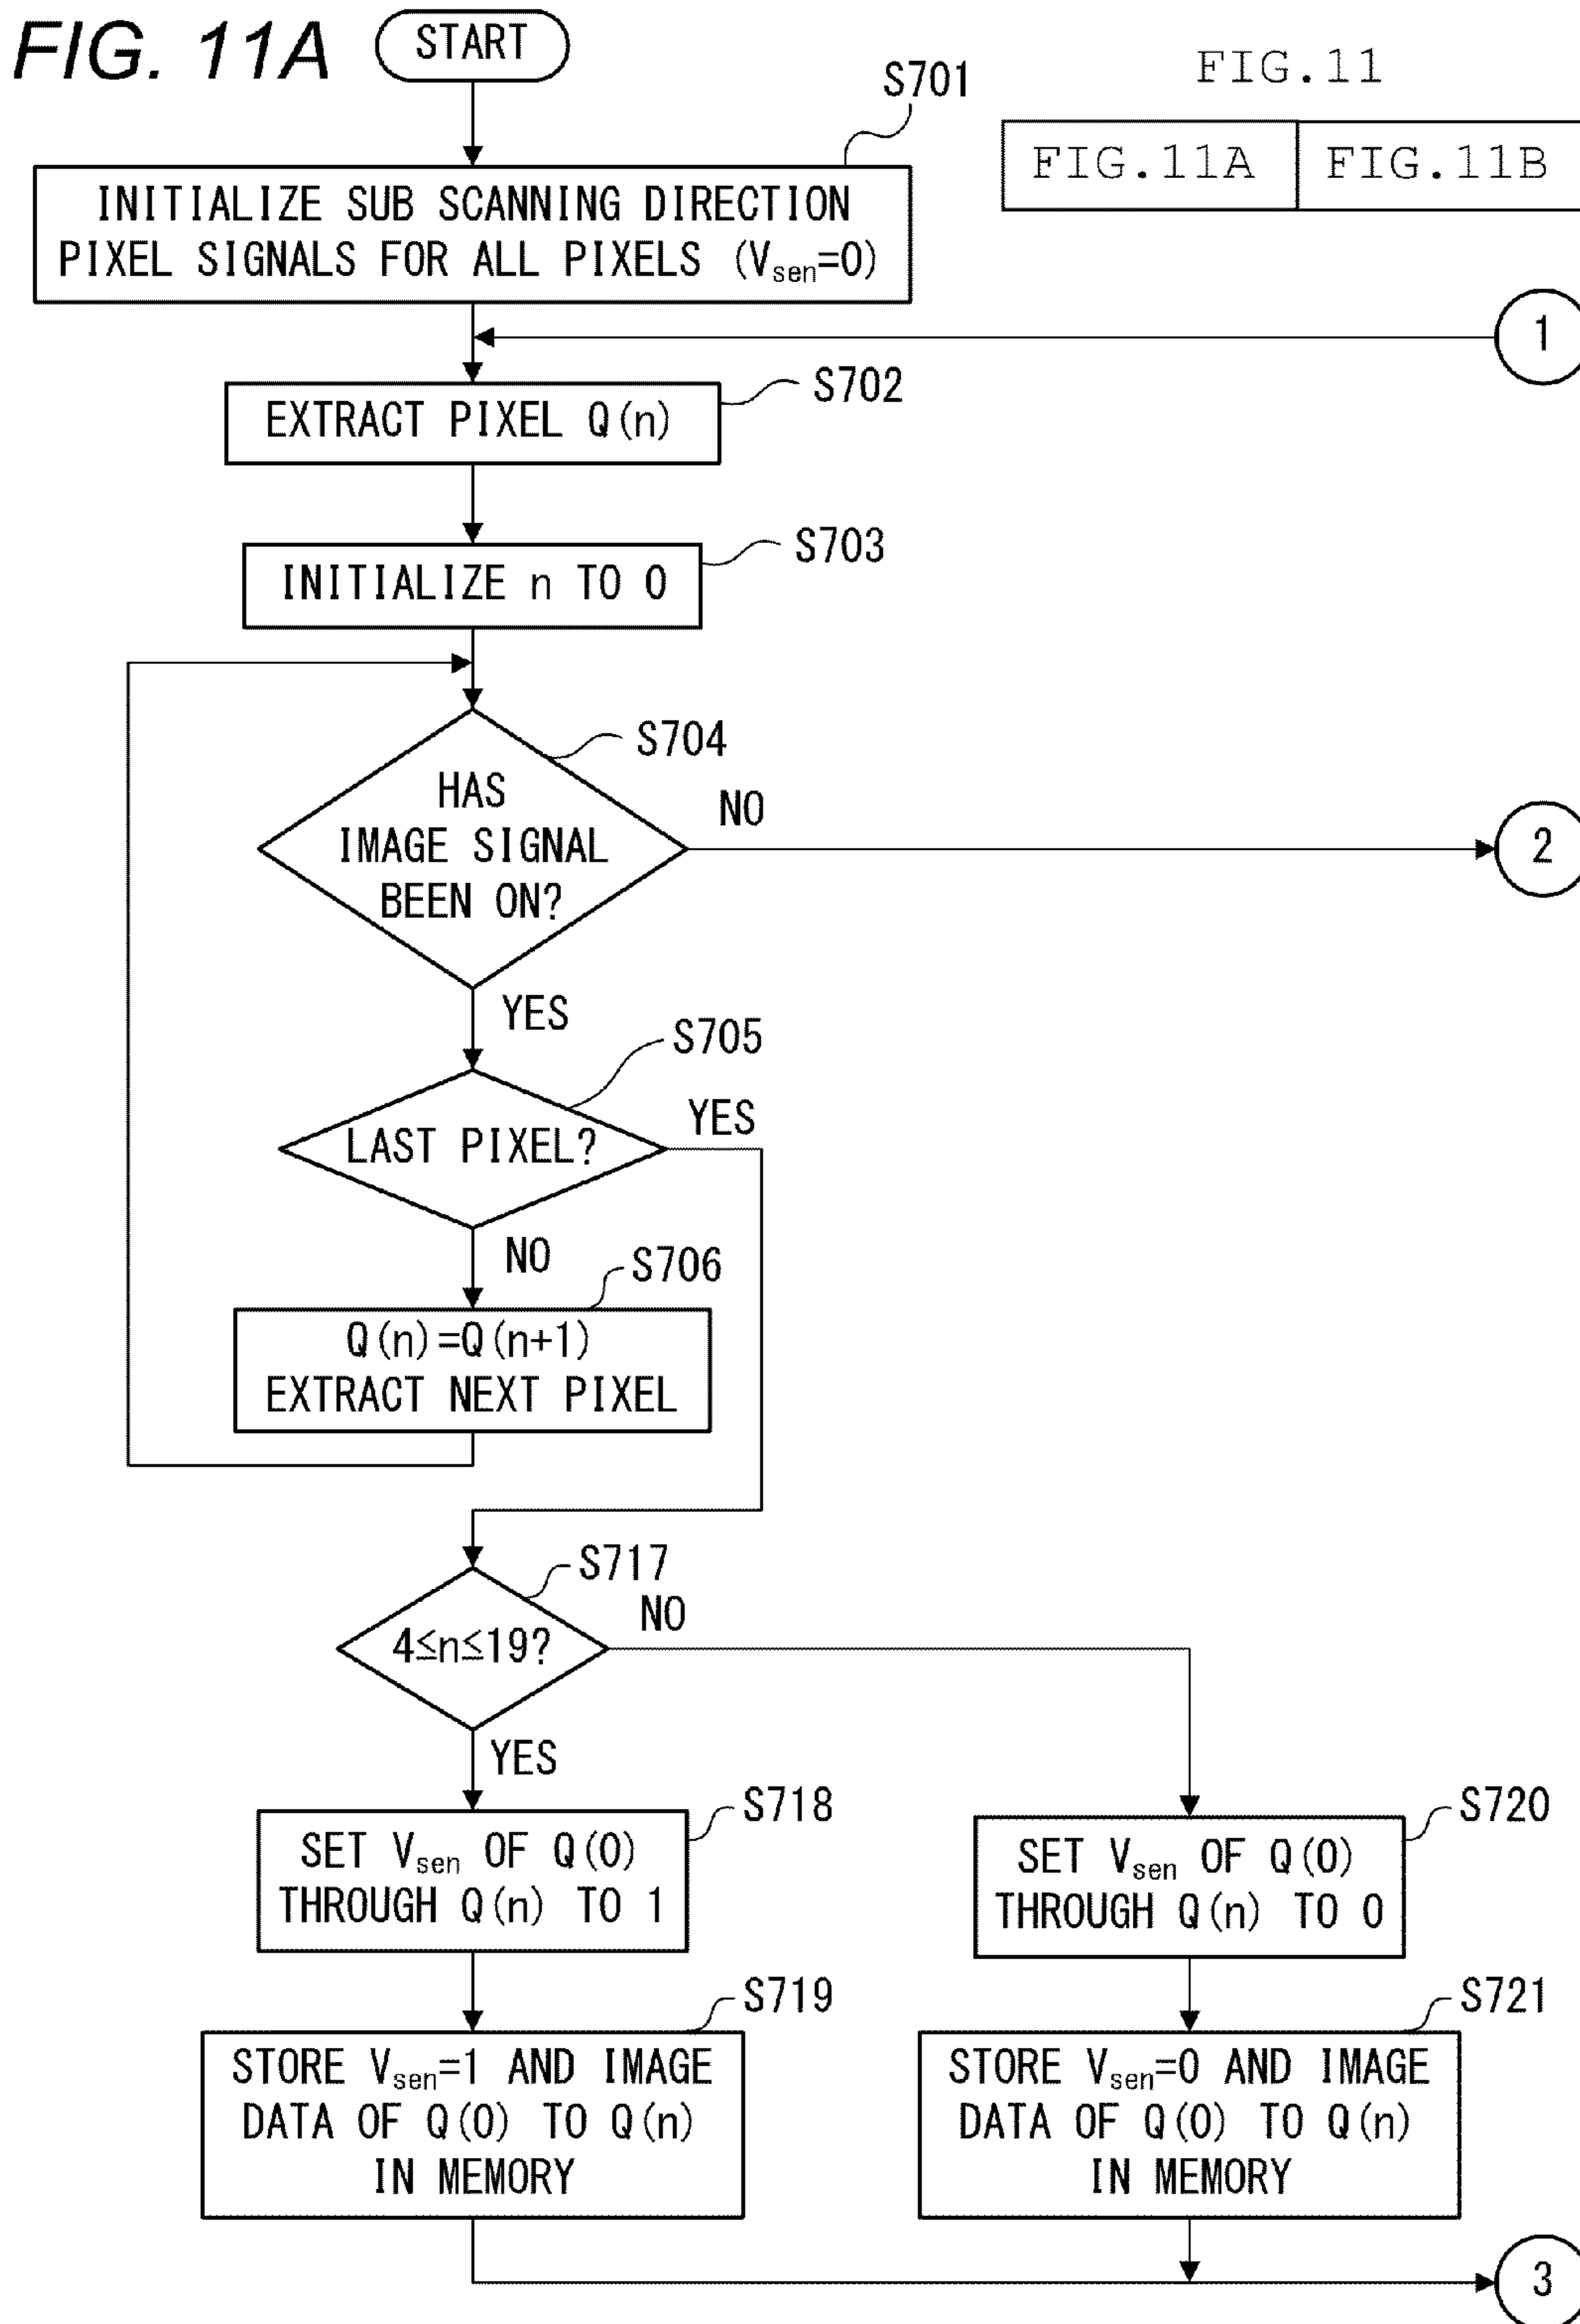 FIG. 11A
START
FIG.11
FIG.11A
FIG.11B
S701
INITIALIZE SUB SCANNING DIRECTION
PIXEL SIGNALS FOR ALL PIXELS (Vsen=0)
1
S702
EXTRACT PIXEL Q(n)
S703
INITIALIZE n TO 0
S704
HAS
IMAGE SIGNAL
BEEN ON?
NO
2
YES
S705
LAST PIXEL?
YES
NO
S706
Q(n)=Q(n+1)
EXTRACT NEXT PIXEL
S717
4≤n≤19?
NO
YES
S718
SET Vsen OF Q(0)
THROUGH Q(n) TO 1
S720
SET Vsen OF Q(0)
THROUGH Q(n) TO 0
S719
STORE Vsen=1 AND IMAGE
DATA OF Q(0) TO Q(n)
IN MEMORY
S721
STORE Vsen=0 AND IMAGE
DATA OF Q(0) TO Q(n)
IN MEMORY
3